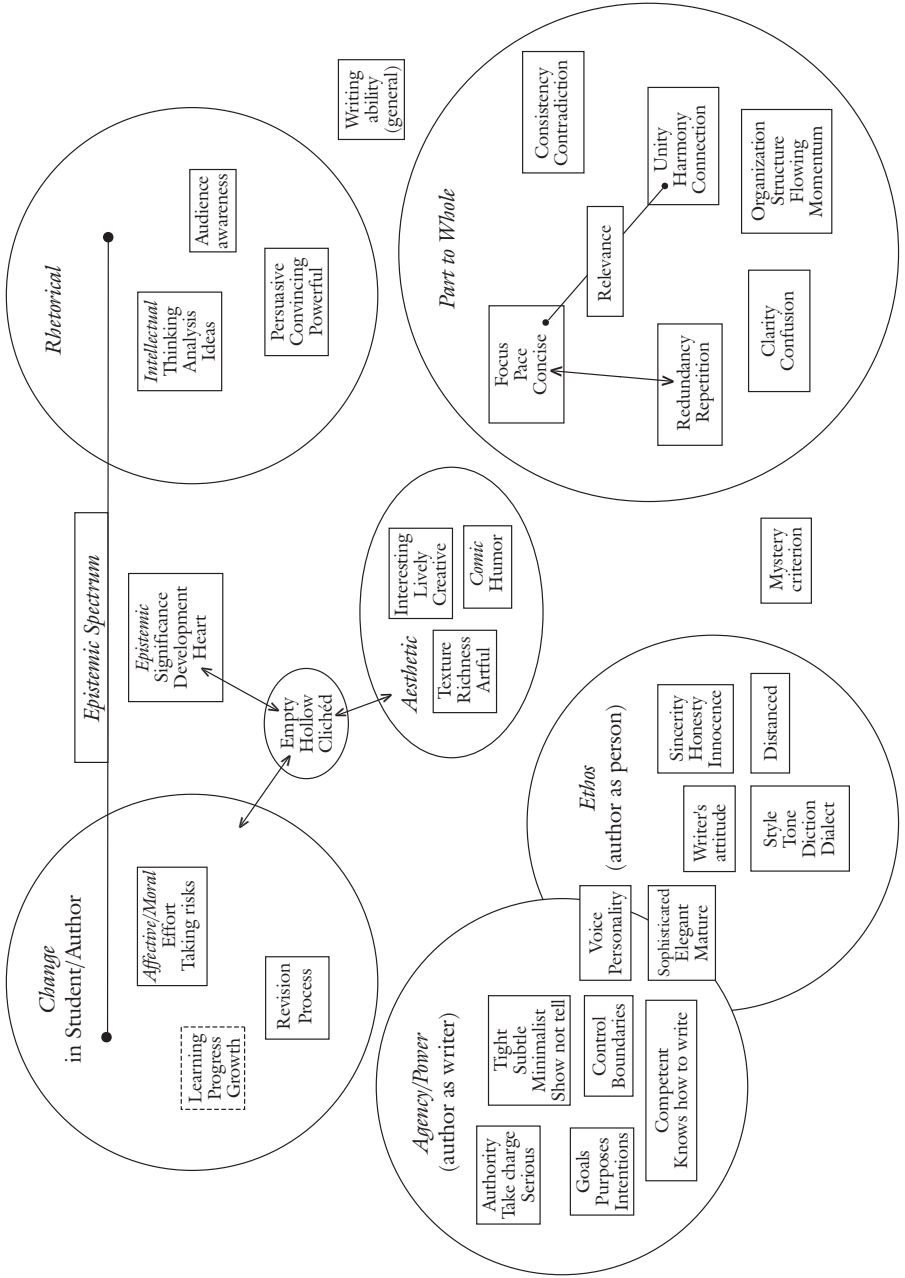 Epistemic Spectrum
Change
in Student/Author
Affective/Moral
Effort
Taking risks
Learning
Progress
Growth
Revision
Process
Epistemic
Significance
Development
Heart
Empty
Hollow
Clichéd
Rhetorical
Intellectual
Thinking
Analysis
Ideas
Audience
awareness
Persuasive
Convincing
Powerful
Writing
ability
(general)
Aesthetic
Texture
Richness
Artful
Interesting
Lively
Creative
Comic
Humor
Agency/Power
(author as writer)
Authority
Take charge
Serious
Tight
Subtle
Minimalist
Show not tell
Goals
Purposes
Intentions
Control
Boundaries
Competent
Knows how to write
Voice
Personality
Sophisticated
Elegant
Mature
Ethos
(author as person)
Writer's
attitude
Sincerity
Honesty
Innocence
Style
Tone
Diction
Dialect
Distanced
Mystery
criterion
Part to Whole
Focus
Pace
Concise
Consistency
Contradiction
Relevance
Redundancy
Repetition
Unity
Harmony
Connection
Clarity
Confusion
Organization
Structure
Flowing
Momentum